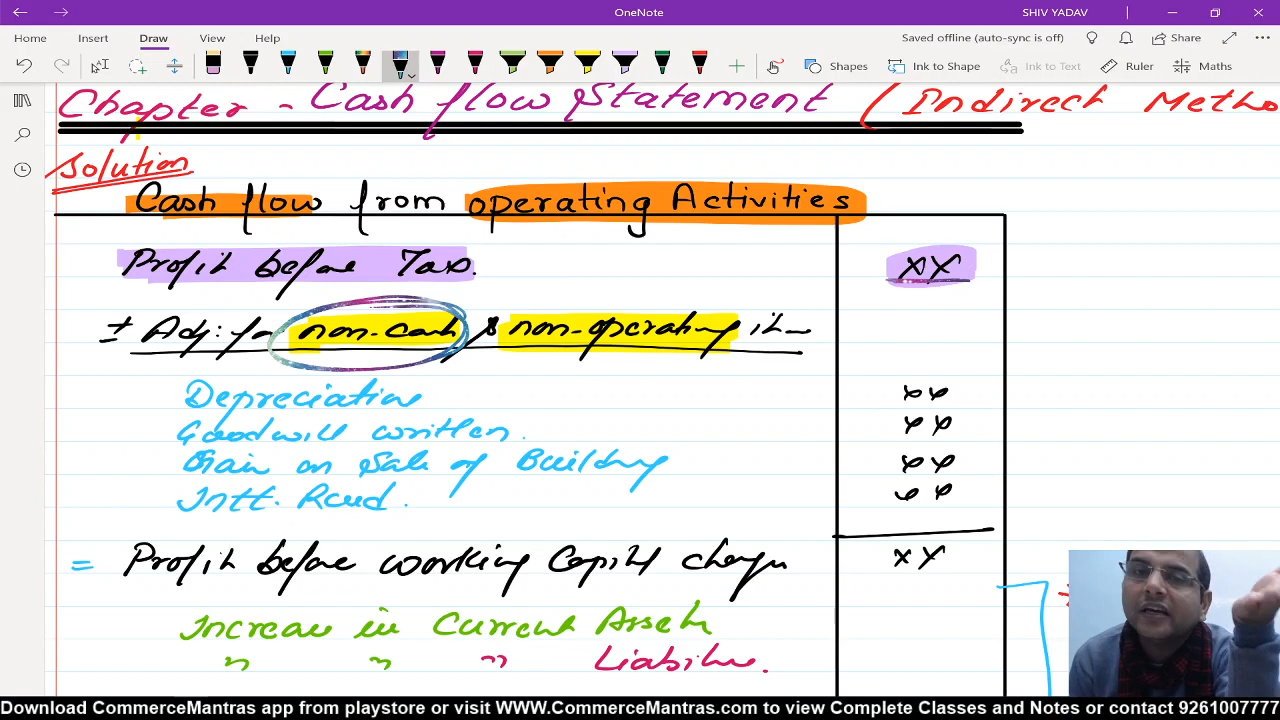 OneNote
SHIV YADAV
Home Insert Draw View Help
Saved offline (auto-sync is off)
Share
Shapes
Ink to Shape
Ink to Text
Ruler
Maths
Chapter - Cash flow Statement (Indirect Metho
Solution
Cash flow from operating Activities
Profit before Tax. XX
± Adj: for non-cash & non-operating item
Depreciation XX
Goodwill written. XX
Gain on Sale of Building XX
Intt. Recd. XX
= Profit before working Capital changes XX
Increase in Current Assets
" " " Liabilities.
Download CommerceMantras app from playstore or visit WWW.CommerceMantras.com to view Complete Classes and Notes or contact 9261007777